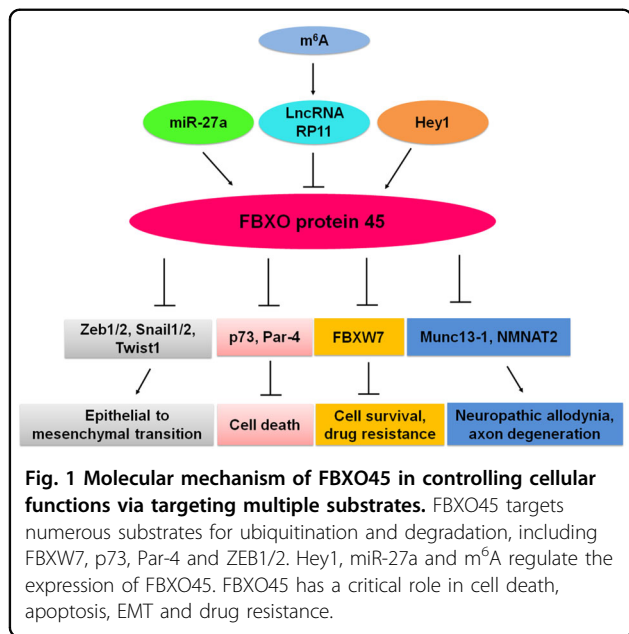 m⁶A
miR-27a
LncRNA
RP11
Hey1
FBXO protein 45
Zeb1/2, Snail1/2,
Twist1
p73, Par-4
FBXW7
Munc13-1, NMNAT2
Epithelial to
mesenchymal transition
Cell death
Cell survival,
drug resistance
Neuropathic allodynia,
axon degeneration
Fig. 1 Molecular mechanism of FBXO45 in controlling cellular
functions via targeting multiple substrates. FBXO45 targets
numerous substrates for ubiquitination and degradation, including
FBXW7, p73, Par-4 and ZEB1/2. Hey1, miR-27a and m⁶A regulate the
expression of FBXO45. FBXO45 has a critical role in cell death,
apoptosis, EMT and drug resistance.